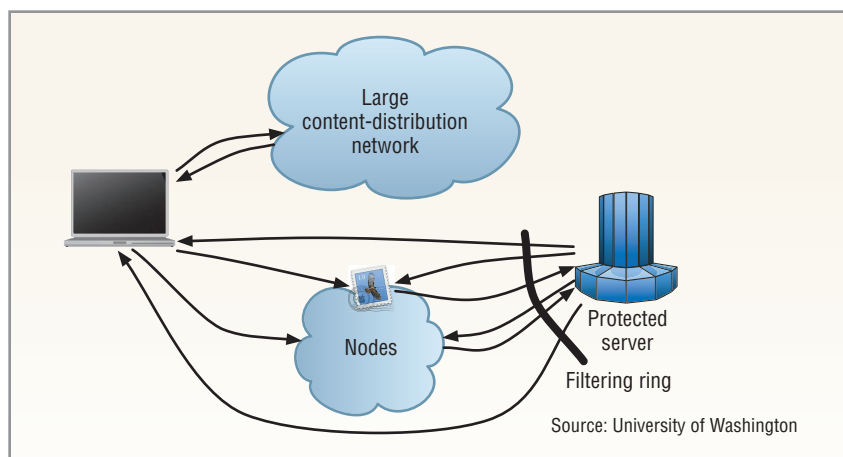 Large
content-distribution
network
Nodes
Protected
server
Filtering ring
Source: University of Washington